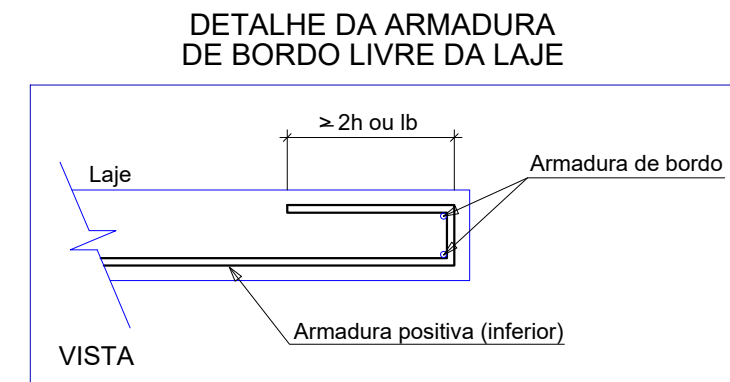 DETALHE DA ARMADURA
DE BORDO LIVRE DA LAJE
≥ 2h ou lb
Armadura de bordo
Laje
Armadura positiva (inferior)
VISTA